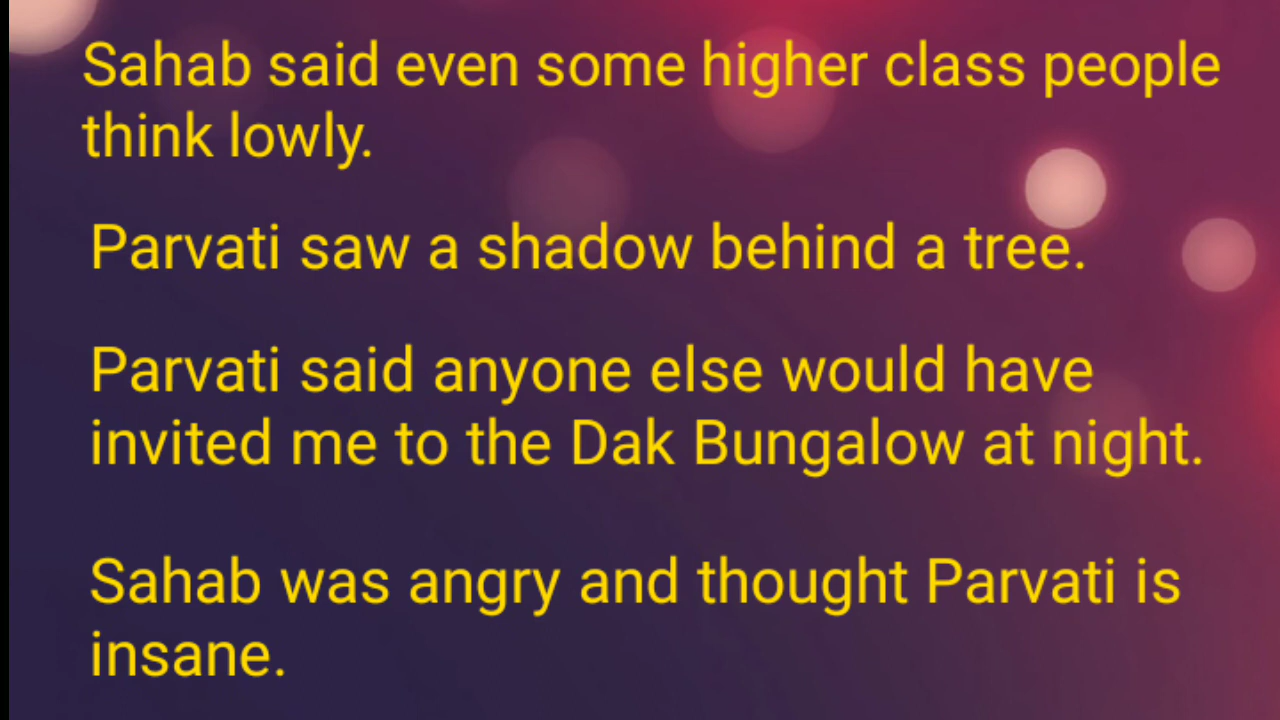 Sahab said even some higher class people
think lowly.
Parvati saw a shadow behind a tree.
Parvati said anyone else would have
invited me to the Dak Bungalow at night.
Sahab was angry and thought Parvati is
insane.